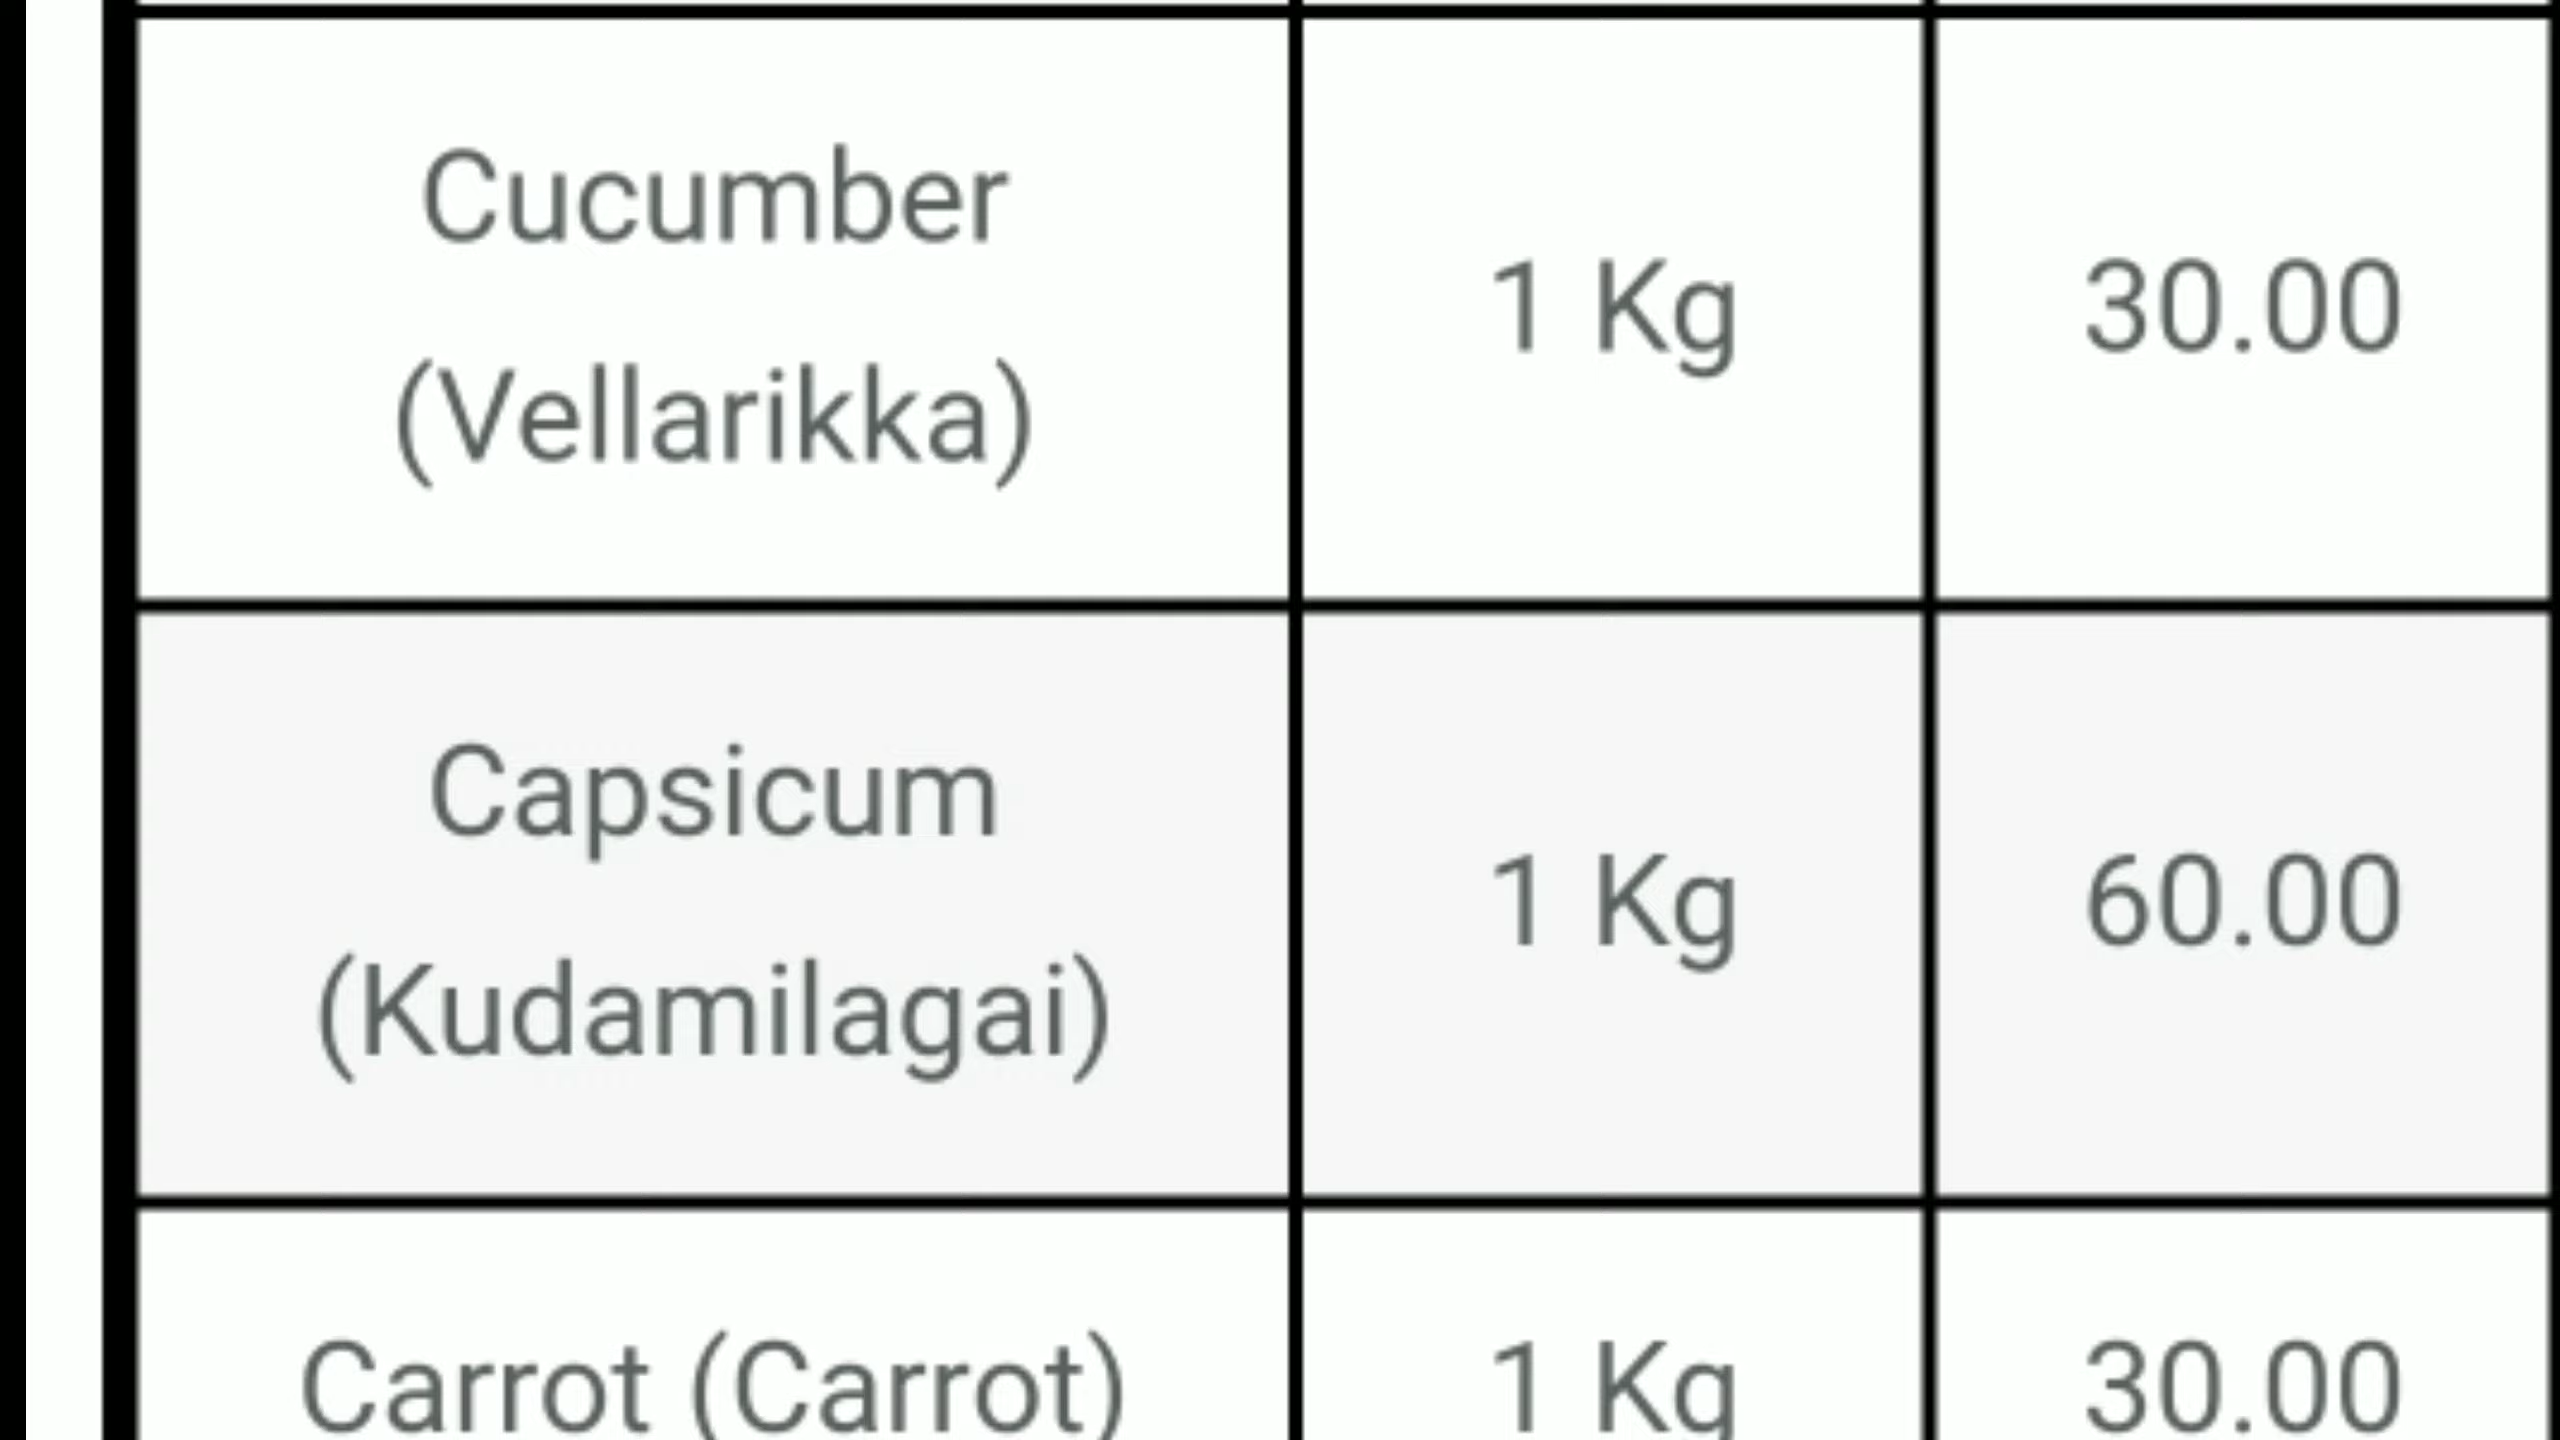 Cucumber
(Vellarikka)
1 Kg
30.00
Capsicum
(Kudamilagai)
1 Kg
60.00
Carrot (Carrot)
1 Kg
30.00